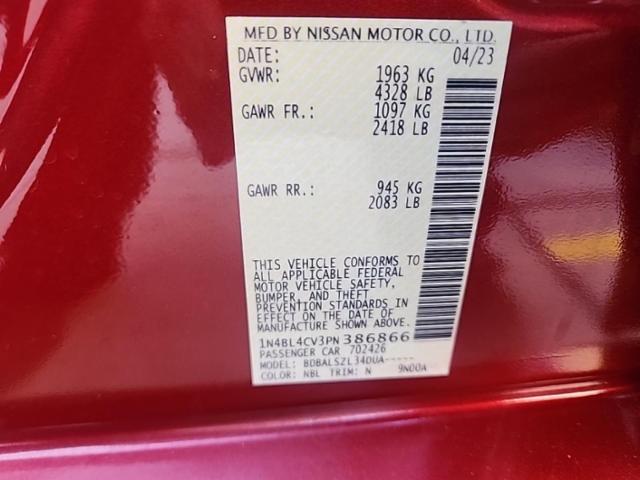 MFD BY NISSAN MOTOR CO., LTD.
DATE: 04/23
GVWR: 1963 KG
4328 LB
GAWR FR.: 1097 KG
2418 LB
GAWR RR.: 945 KG
2083 LB
THIS VEHICLE CONFORMS TO
ALL APPLICABLE FEDERAL
MOTOR VEHICLE SAFETY,
BUMPER, AND THEFT
PREVENTION STANDARDS IN
EFFECT ON THE DATE OF
MANUFACTURE SHOWN ABOVE.
1N4BL4CV3PN386866
PASSENGER CAR 702426
MODEL: BDBALSZL34DUA-----
COLOR: NBL TRIM: N 9N00A